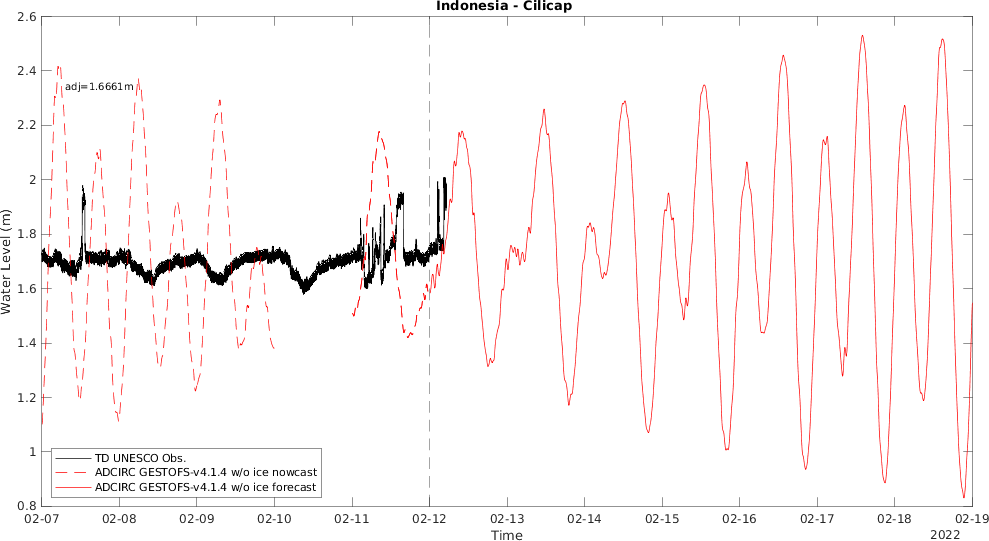 Indonesia - Cilicap
2.6
2.4
adj=1.6661m
2.2
2
1.8
1.6
1.4
1.2
1
0.8
Water Level (m)
TD UNESCO Obs.
ADCIRC GESTOFS-v4.1.4 w/o ice nowcast
ADCIRC GESTOFS-v4.1.4 w/o ice forecast
02-07 02-08 02-09 02-10 02-11 02-12 02-13 02-14 02-15 02-16 02-17 02-18 02-19
Time
2022